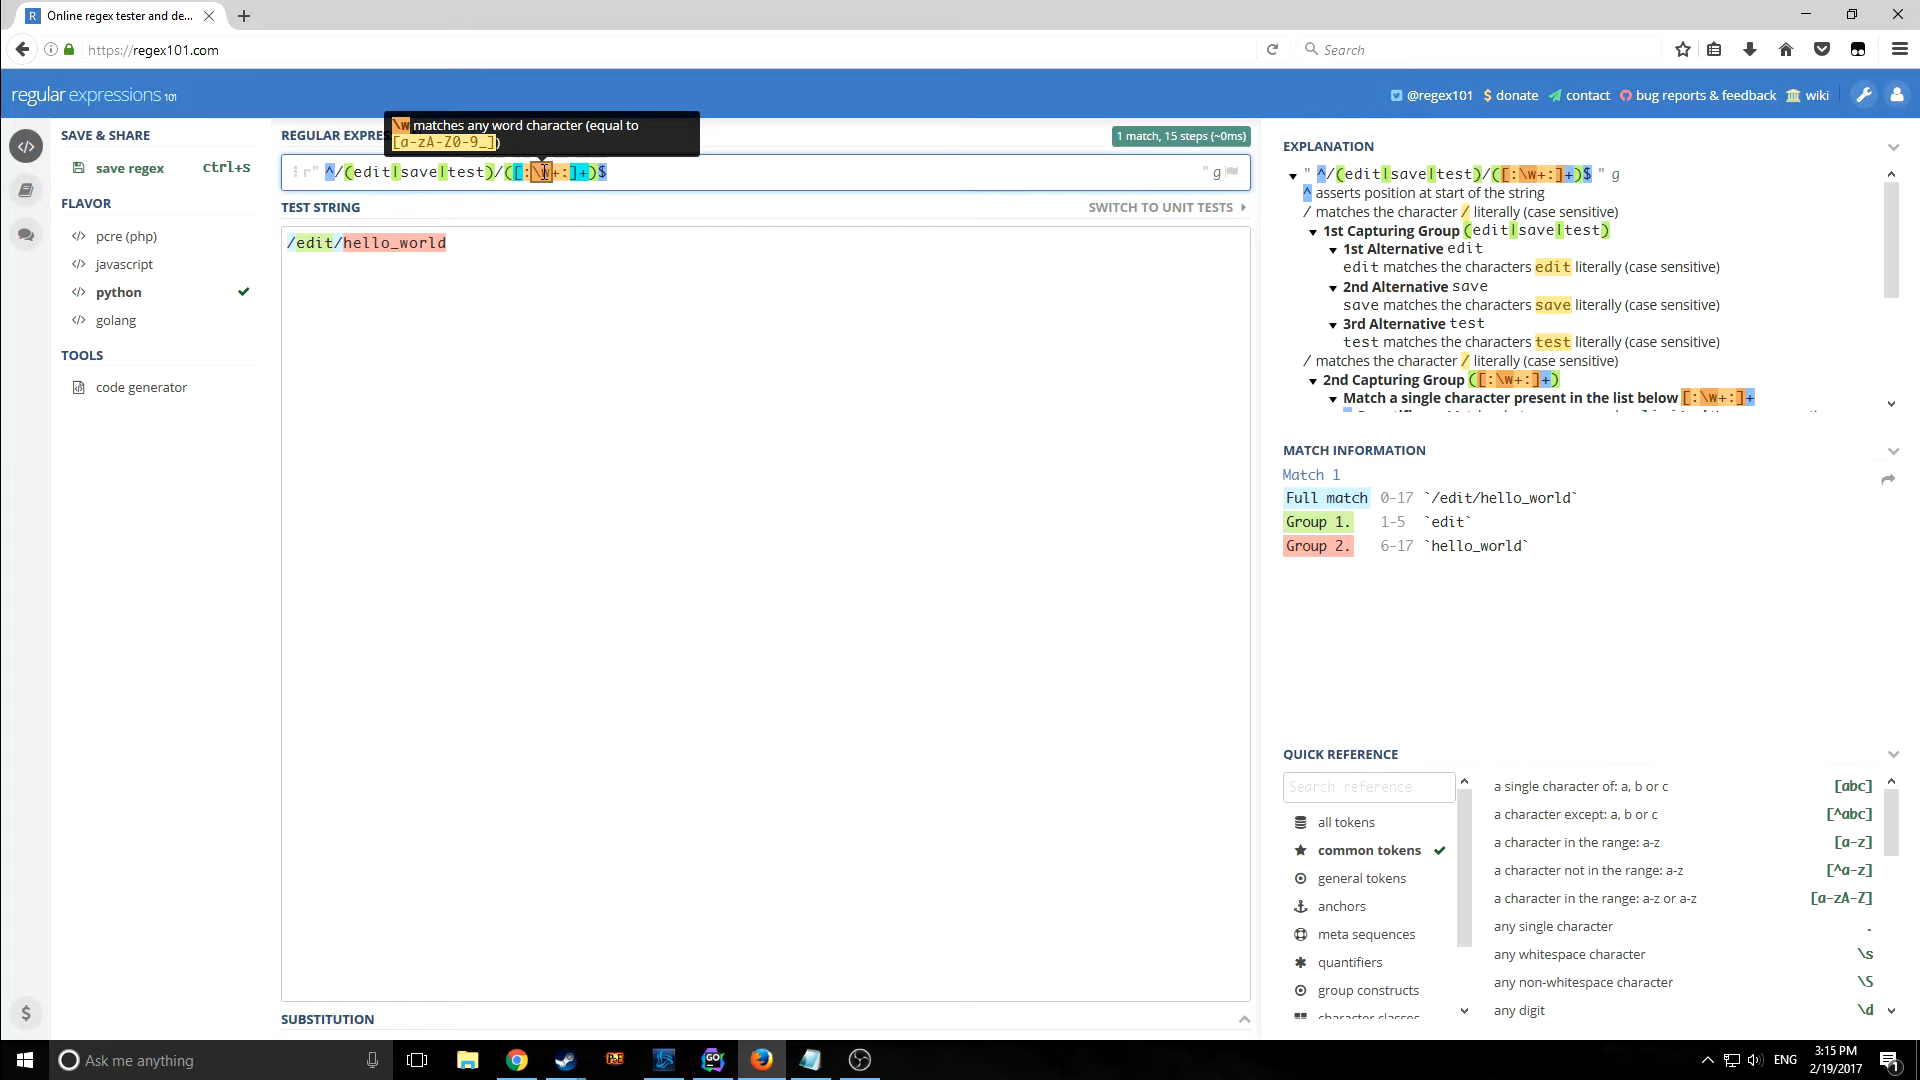 Online regex tester and de...
https://regex101.com
Search
regular expressions 101
@regex101
donate
contact
bug reports & feedback
wiki
SAVE & SHARE
save regex ctrl+s
FLAVOR
pcre (php)
javascript
python
golang
TOOLS
code generator
\w matches any word character (equal to
[a-zA-Z0-9_])
REGULAR EXPRES
1 match, 15 steps (~0ms)
r" ^/(edit|save|test)/([:\w+:]+)$ " g
TEST STRING
SWITCH TO UNIT TESTS
/edit/hello_world
SUBSTITUTION
EXPLANATION
" ^/(edit|save|test)/([:\w+:]+)$ " g
^ asserts position at start of the string
/ matches the character / literally (case sensitive)
1st Capturing Group (edit|save|test)
1st Alternative edit
edit matches the characters edit literally (case sensitive)
2nd Alternative save
save matches the characters save literally (case sensitive)
3rd Alternative test
test matches the characters test literally (case sensitive)
/ matches the character / literally (case sensitive)
2nd Capturing Group ([:\w+:]+)
Match a single character present in the list below [:\w+:]+
MATCH INFORMATION
Match 1
Full match 0-17 `/edit/hello_world`
Group 1. 1-5 `edit`
Group 2. 6-17 `hello_world`
QUICK REFERENCE
Search reference
all tokens
common tokens
general tokens
anchors
meta sequences
quantifiers
group constructs
character classes
a single character of: a, b or c [abc]
a character except: a, b or c [^abc]
a character in the range: a-z [a-z]
a character not in the range: a-z [^a-z]
a character in the range: a-z or a-z [a-zA-Z]
any single character .
any whitespace character \s
any non-whitespace character \S
any digit \d
Ask me anything
ENG
3:15 PM
2/19/2017